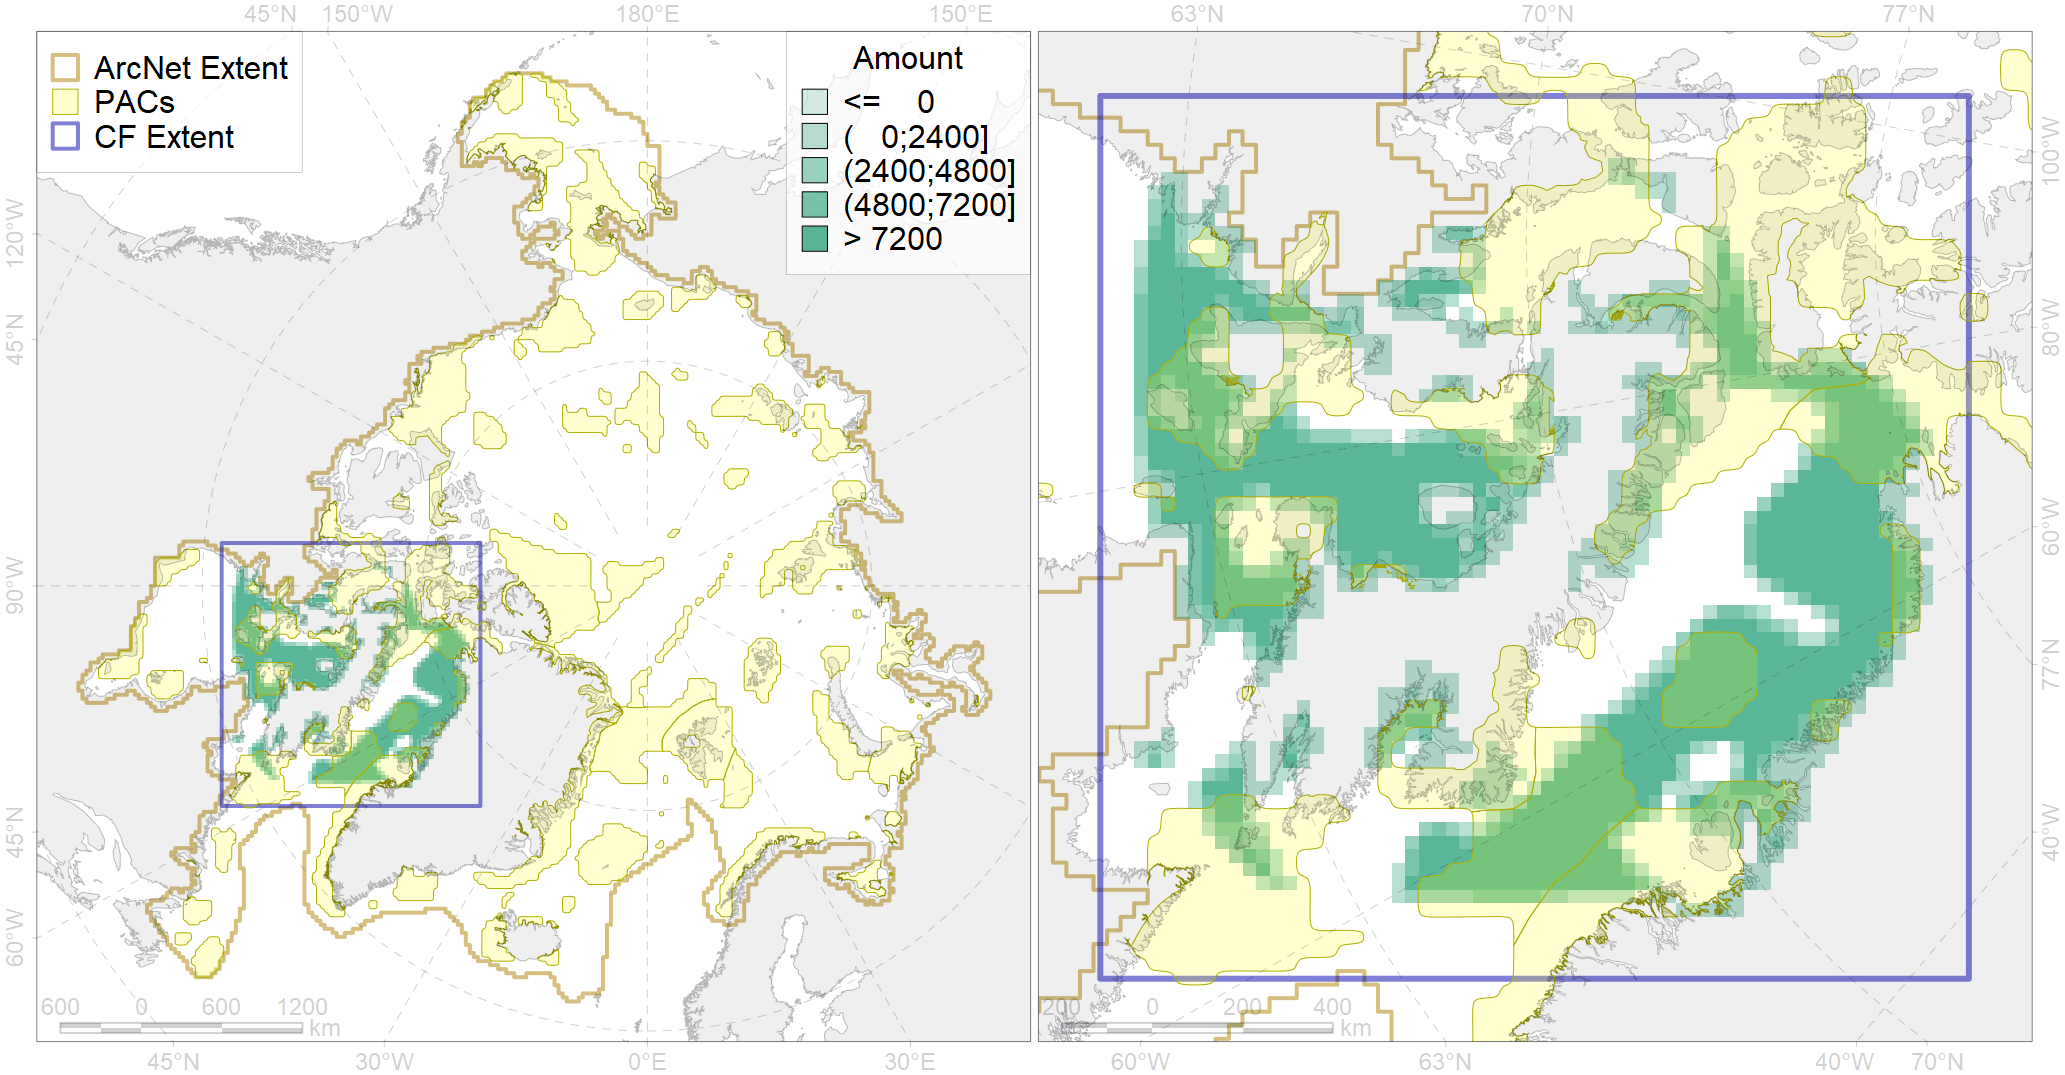 45°N 150°W 180°E 150°E 63°N 70°N 77°N
ArcNet Extent
PACs
CF Extent
Amount
<= 0
( 0;2400]
(2400;4800]
(4800;7200]
> 7200
120°W
45°N
90°W
45°N
60°W
100°W
80°W
60°W
77°N
40°W
600 0 600 1200
km
200 0 200 400
km
45°N 30°W 0°E 30°E 60°W 63°N 40°W 70°N